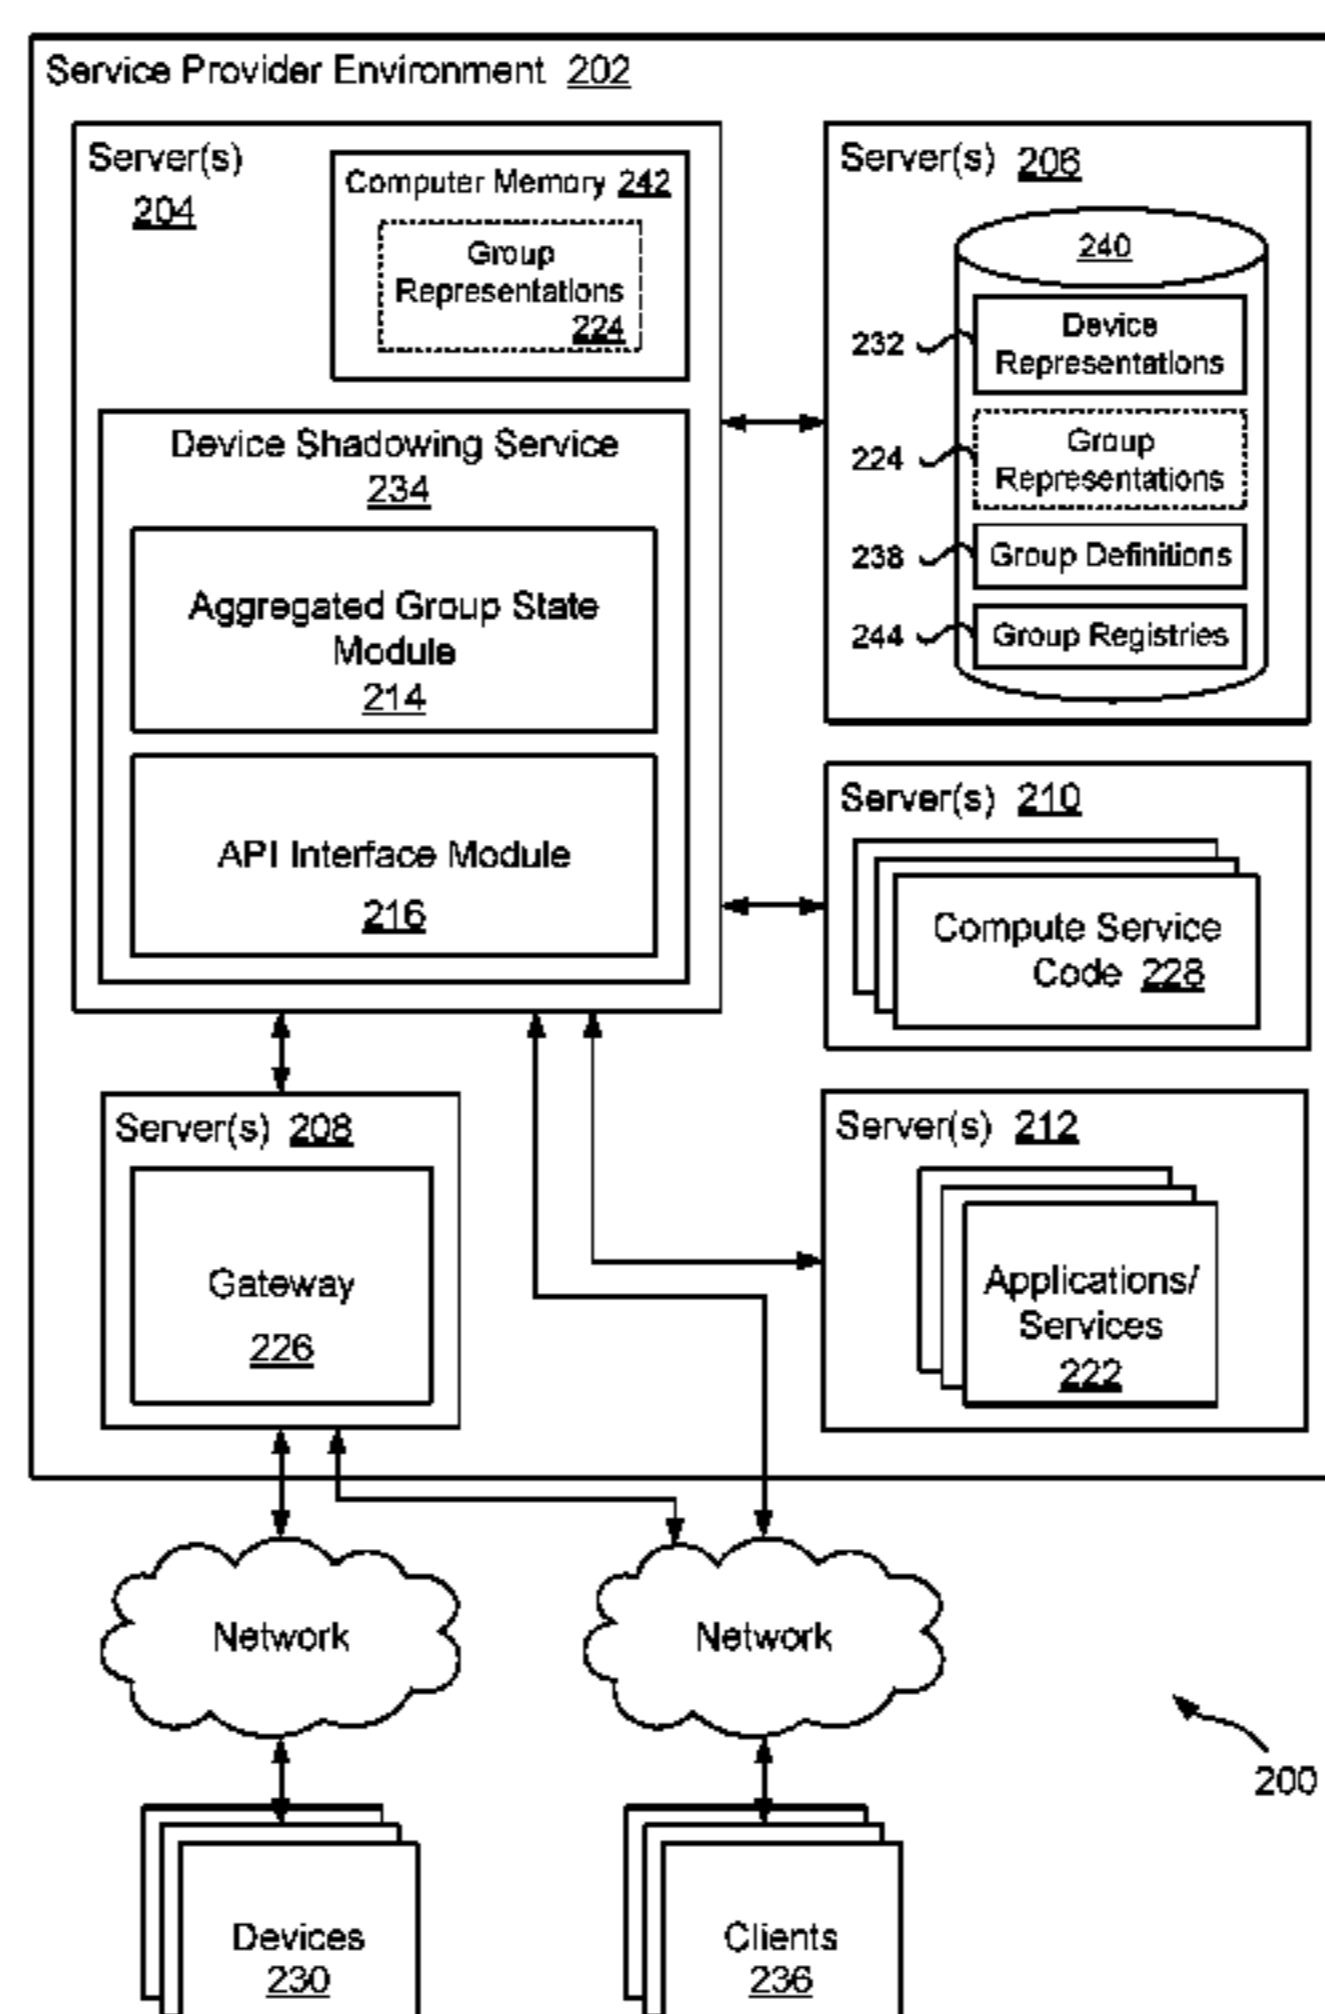 Service Provider Environment 202
Server(s)
204
Computer Memory 242
Group
Representations
224
Device Shadowing Service
234
Aggregated Group State
Module
214
API Interface Module
216
Server(s) 206
240
232
Device
Representations
224
Group
Representations
238
Group Definitions
244
Group Registries
Server(s) 210
Compute Service
Code 228
Server(s) 208
Gateway
226
Server(s) 212
Applications/
Services
222
Network
Network
200
Devices
230
Clients
236